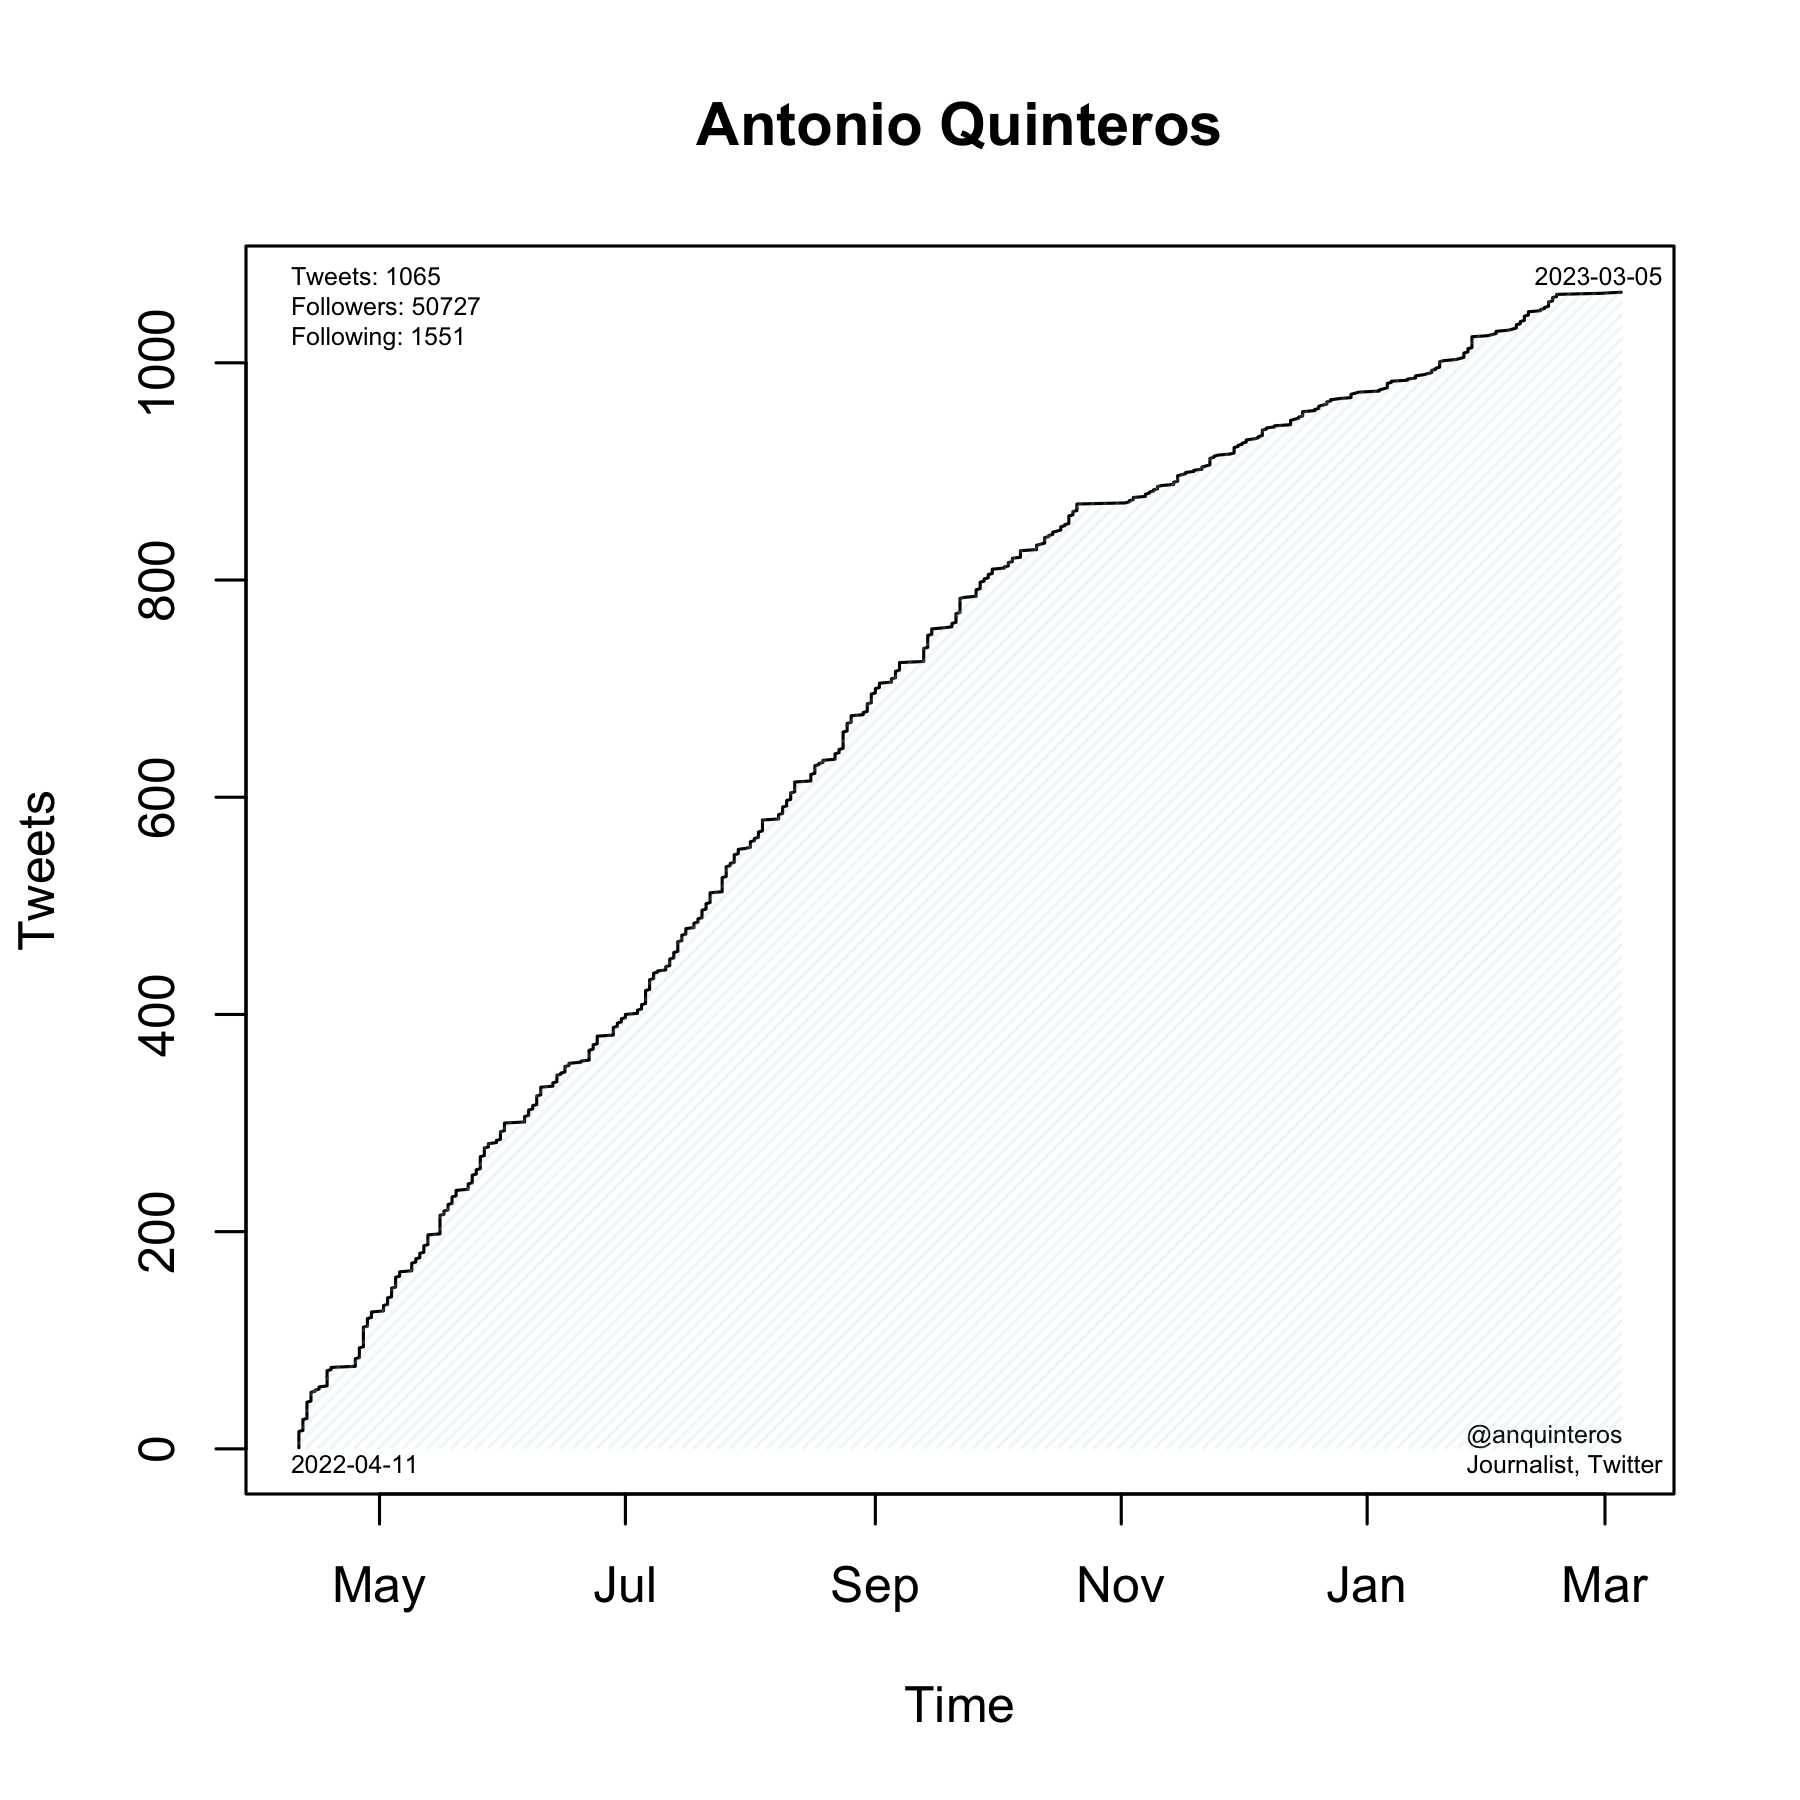 Antonio Quinteros
Tweets: 1065
Followers: 50727
Following: 1551
2023-03-05
Tweets
1000
800
600
400
200
0
2022-04-11
@anquinteros
Journalist, Twitter
May Jul Sep Nov Jan Mar
Time